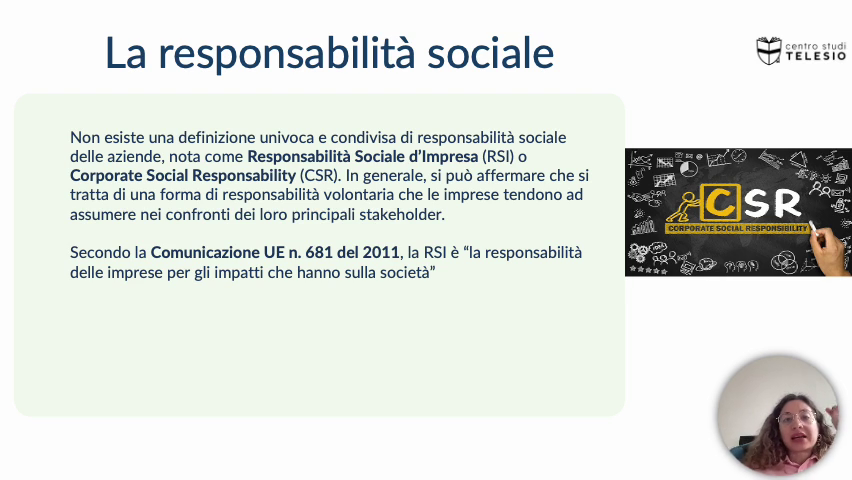 La responsabilità sociale
centro studi
TELESIO
Non esiste una definizione univoca e condivisa di responsabilità sociale
delle aziende, nota come Responsabilità Sociale d'Impresa (RSI) o
Corporate Social Responsability (CSR). In generale, si può affermare che si
tratta di una forma di responsabilità volontaria che le imprese tendono ad
assumere nei confronti dei loro principali stakeholder.
Secondo la Comunicazione UE n. 681 del 2011, la RSI è “la responsabilità
delle imprese per gli impatti che hanno sulla società”
CSR
CORPORATE SOCIAL RESPONSIBILITY